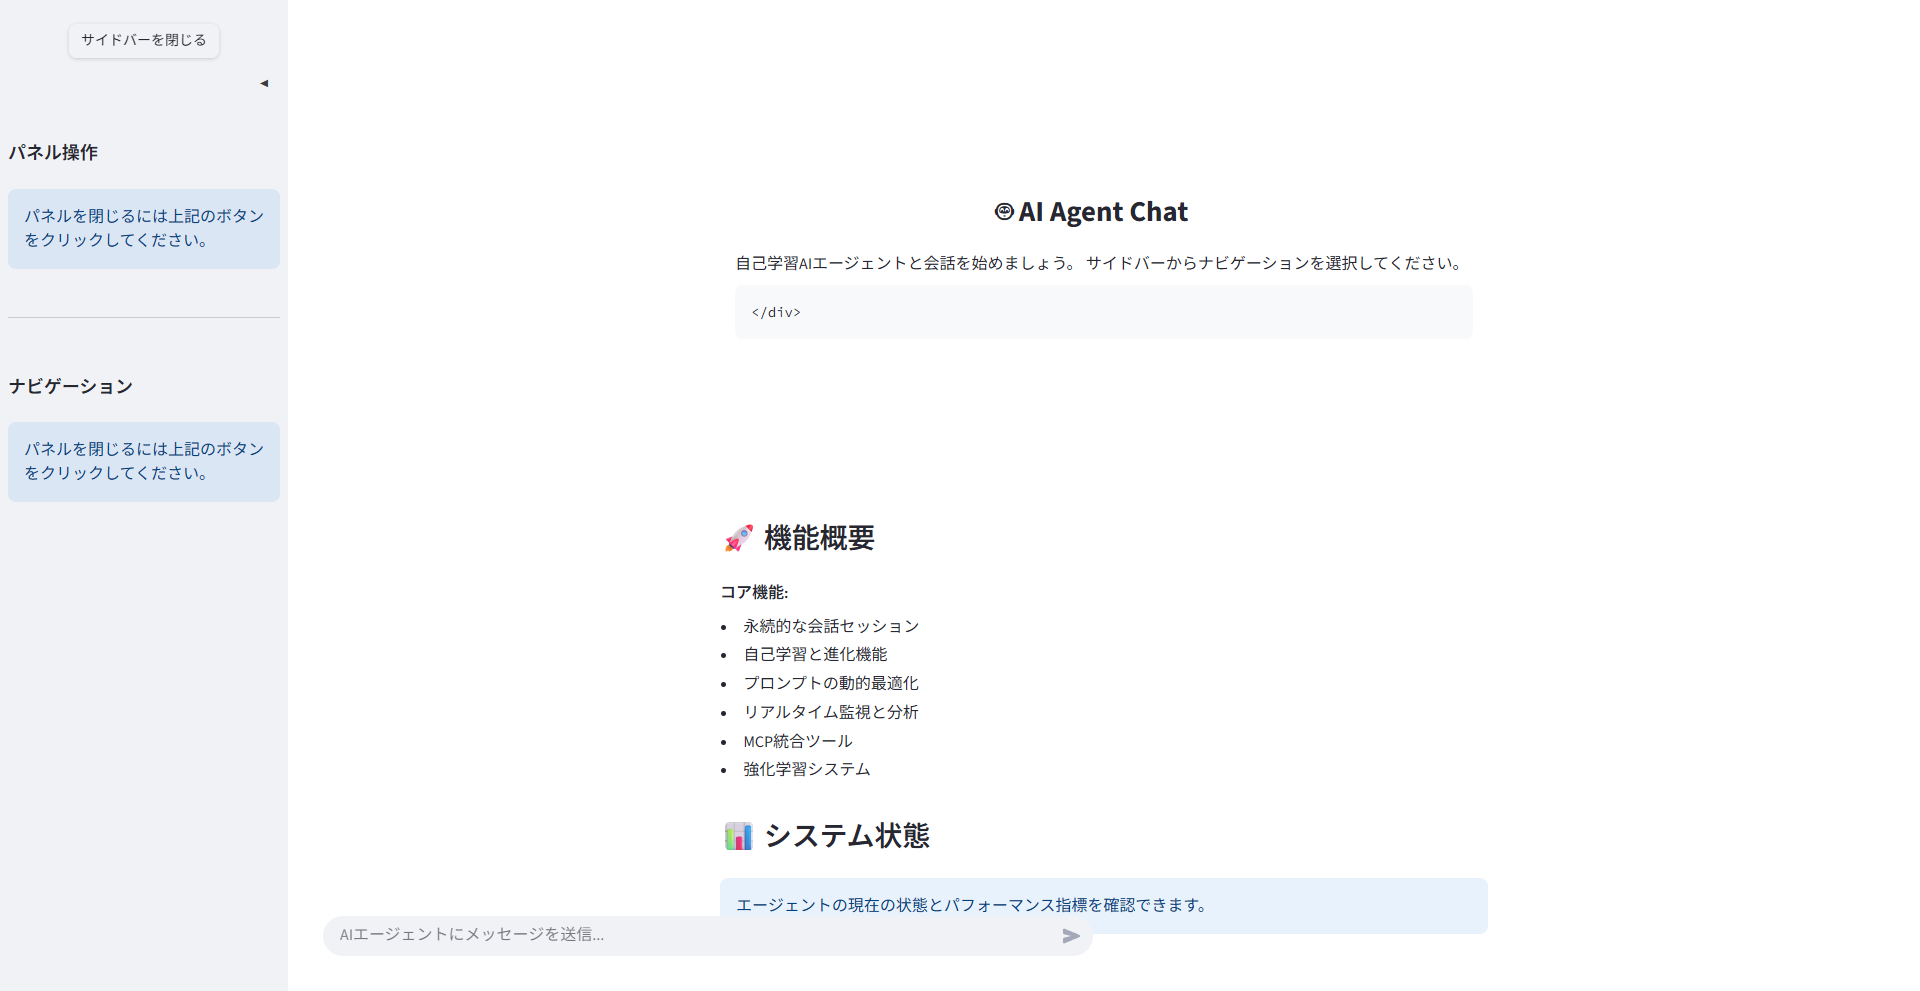 サイドバーを閉じる
◂
パネル操作
パネルを閉じるには上記のボタン
をクリックしてください。
ナビゲーション
パネルを閉じるには上記のボタン
をクリックしてください。
AI Agent Chat
自己学習AIエージェントと会話を始めましょう。 サイドバーからナビゲーションを選択してください。
</div>
🚀 機能概要
コア機能:
• 永続的な会話セッション
• 自己学習と進化機能
• プロンプトの動的最適化
• リアルタイム監視と分析
• MCP統合ツール
• 強化学習システム
📊 システム状態
エージェントの現在の状態とパフォーマンス指標を確認できます。
AIエージェントにメッセージを送信...